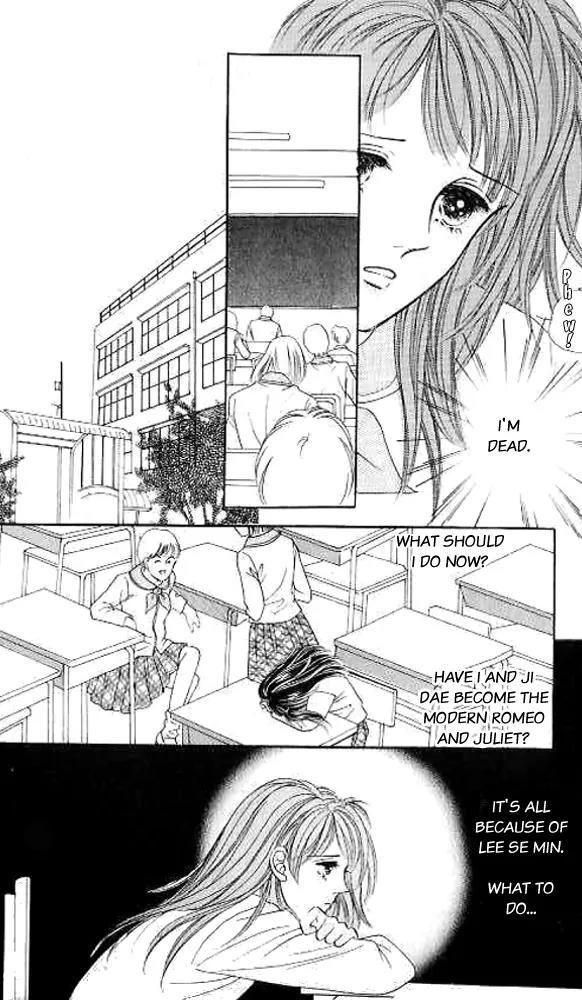 Phew!
I'M
DEAD.
WHAT SHOULD
I DO NOW?
HAVE I AND JI
DAE BECOME THE
MODERN ROMEO
AND JULIET?
IT'S ALL
BECAUSE OF
LEE SE MIN.
WHAT TO
DO...